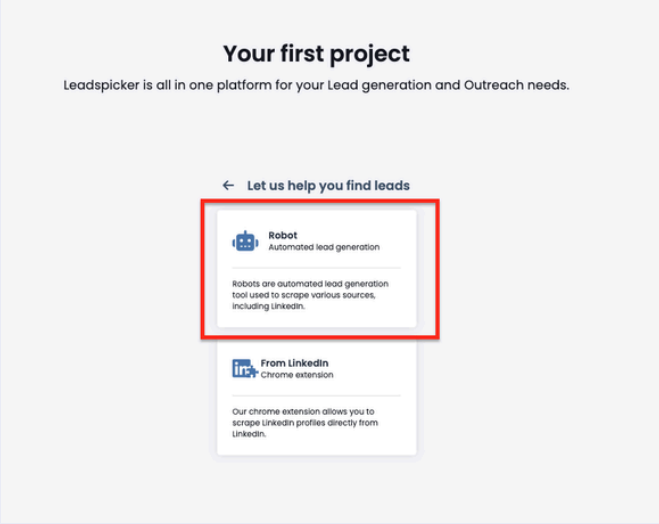 Your first project
Leadspicker is all in one platform for your Lead generation and Outreach needs.
← Let us help you find leads
Robot
Automated lead generation
Robots are automated lead generation
tool used to scrape various sources,
including LinkedIn.
in
From LinkedIn
Chrome extension
Our chrome extension allows you to
scrape LinkedIn profiles directly from
LinkedIn.